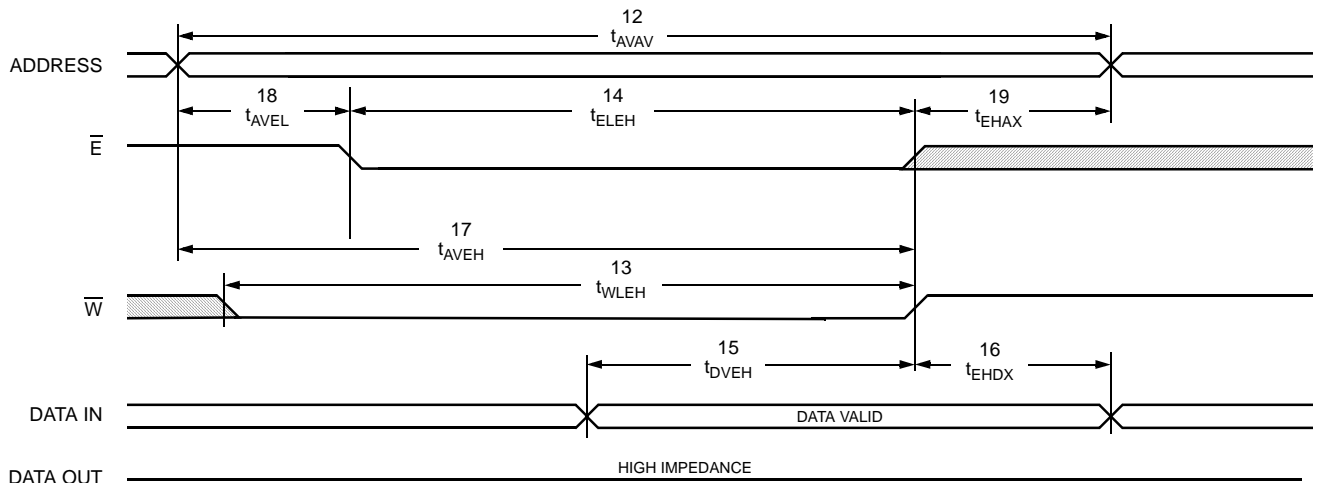 12
tAVAV
ADDRESS
18
tAVEL
14
tELEH
19
tEHAX
E
17
tAVEH
13
tWLEH
W
15
tDVEH
16
tEHDX
DATA IN
DATA VALID
DATA OUT
HIGH IMPEDANCE